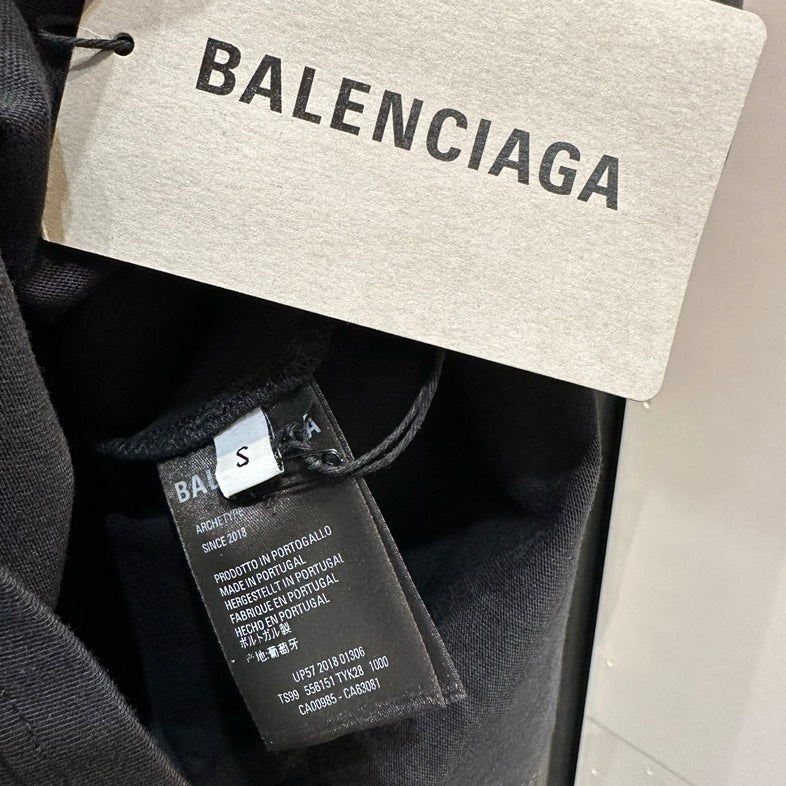 BALENCIAGA
S
ARCHETYPE
SINCE 2018
PRODOTTO IN PORTOGALLO
MADE IN PORTUGAL
HERGESTELLT IN PORTUGAL
FABRIQUE EN PORTUGAL
HECHO EN PORTUGAL
ポルトガル製
产地:葡萄牙
UP57 2018 01306
TS99 556151 TYK28 1000
CA00985 - CA63081